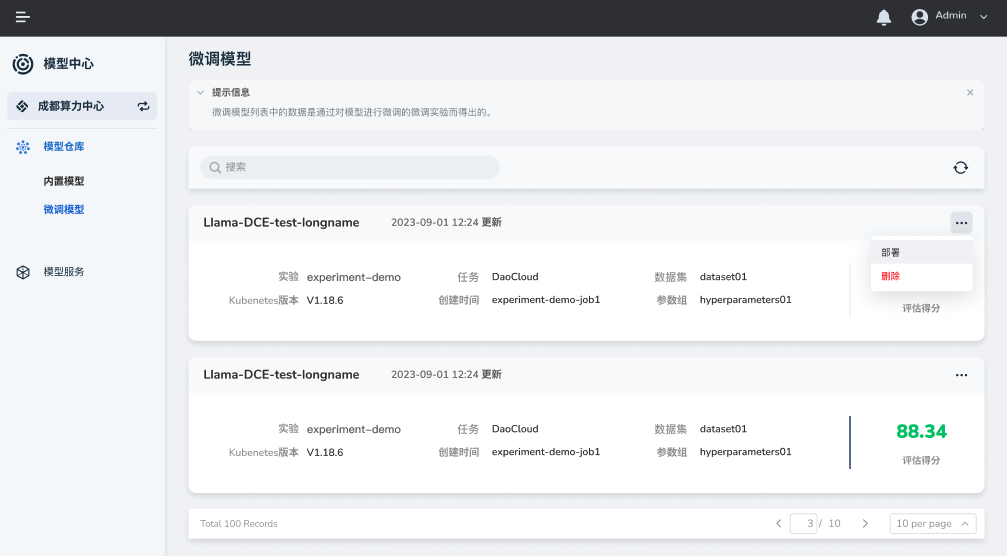 Admin
模型中心
成都算力中心
模型仓库
内置模型
微调模型
模型服务
微调模型
提示信息
微调模型列表中的数据是通过对模型进行微调的微调实验而得出的。
搜索
Llama-DCE-test-longname 2023-09-01 12:24 更新
部署
删除
实验 experiment-demo 任务 DaoCloud 数据集 dataset01
Kubenetes版本 V1.18.6 创建时间 experiment-demo-job1 参数组 hyperparameters01
评估得分
Llama-DCE-test-longname 2023-09-01 12:24 更新
实验 experiment-demo 任务 DaoCloud 数据集 dataset01
Kubenetes版本 V1.18.6 创建时间 experiment-demo-job1 参数组 hyperparameters01
88.34
评估得分
Total 100 Records 3 / 10 10 per page